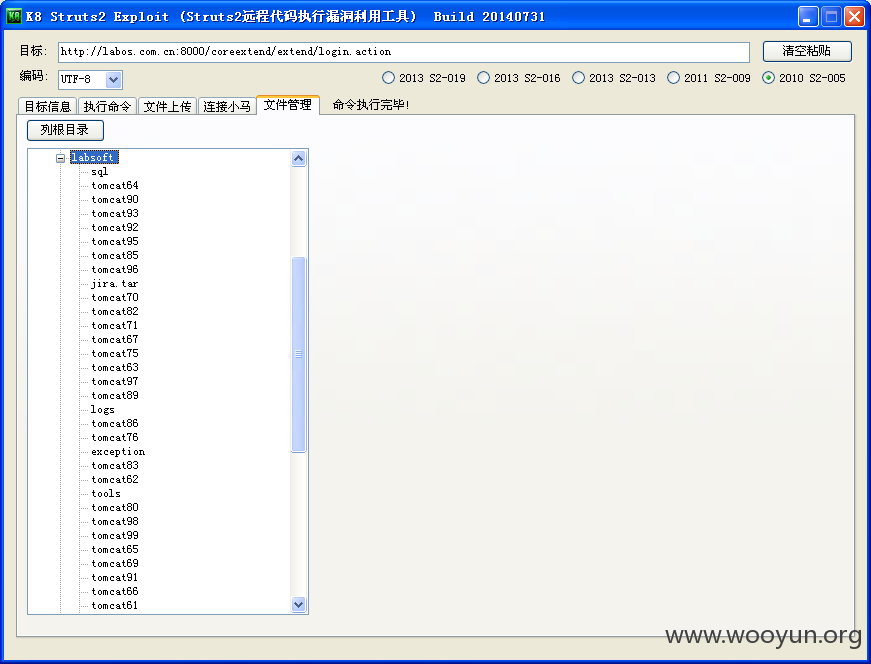 K8 Struts2 Exploit (Struts2远程代码执行漏洞利用工具) Build 20140731
目标: http://labos.com.cn:8000/coreextend/extend/login.action 清空粘贴
编码: UTF-8 2013 S2-019 2013 S2-016 2013 S2-013 2011 S2-009 2010 S2-005
目标信息 执行命令 文件上传 连接小马 文件管理 命令执行完毕!
列根目录
labsoft
sql
tomcat64
tomcat90
tomcat93
tomcat92
tomcat95
tomcat85
tomcat96
jira.tar
tomcat70
tomcat82
tomcat71
tomcat67
tomcat75
tomcat63
tomcat97
tomcat89
logs
tomcat86
tomcat76
exception
tomcat83
tomcat62
tools
tomcat80
tomcat98
tomcat99
tomcat65
tomcat69
tomcat91
tomcat66
tomcat61
www.wooyun.org